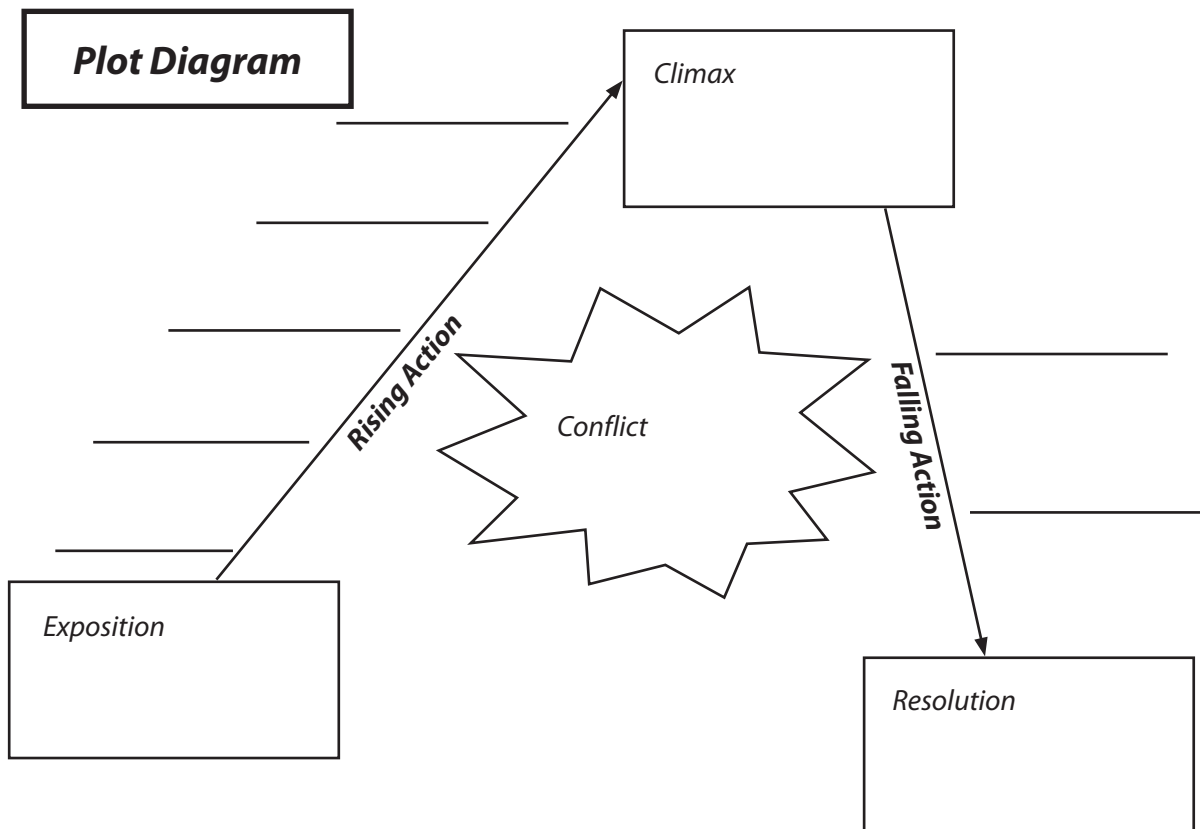 Plot Diagram
Climax
Rising Action
Conflict
Falling Action
Exposition
Resolution